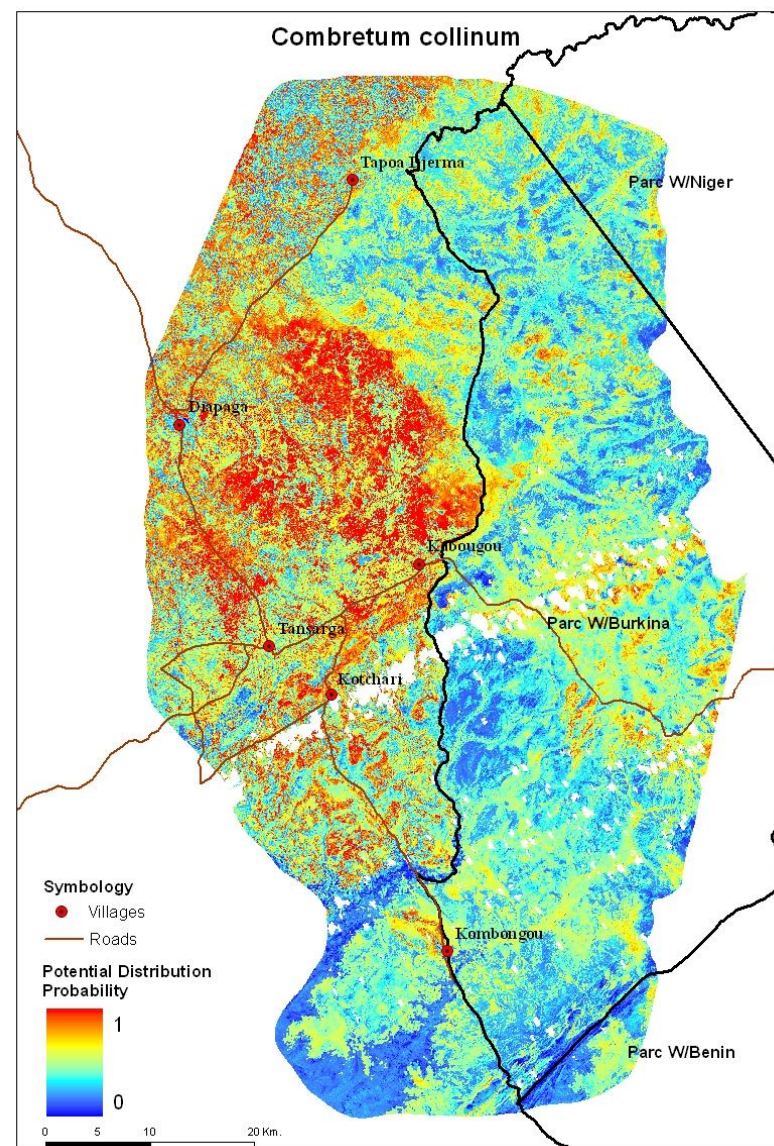 Combretum collinum
Tapoa Djerma
Parc W/Niger
Diapaga
Kabougou
Tansarga
Parc W/Burkina
Kotchari
Symbology
Villages
Roads
Kombongou
Potential Distribution
Probability
1
0
Parc W/Benin
0 5 10 20 Km.